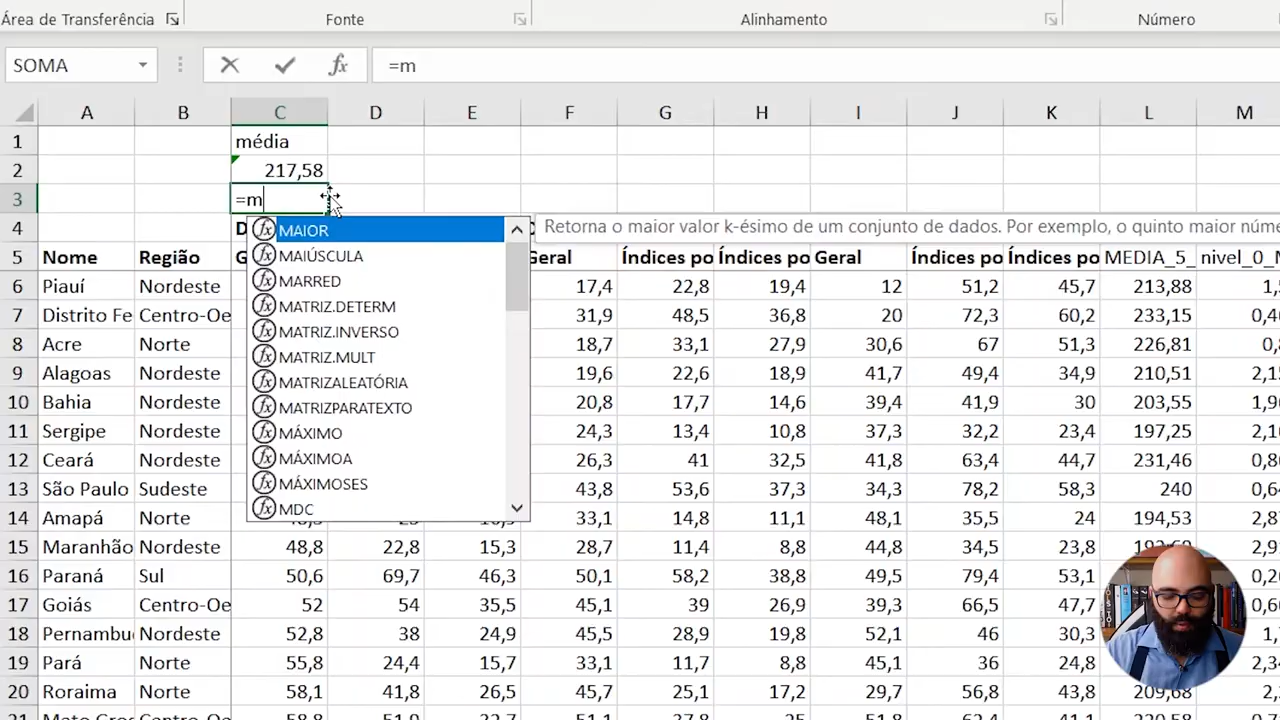 Área de Transferência Fonte Alinhamento Número
SOMA fx =m
A B C D E F G H I J K L M
1 média
2 217,58
3 =m
4
MAIOR Retorna o maior valor k-ésimo de um conjunto de dados. Por exemplo, o quinto maior núme
MAIÚSCULA
5 Nome Região Geral Índices po Índices po Geral Índices po Índices po MEDIA_5_ nivel_0_M
MARRED
6 Piauí Nordeste 17,4 22,8 19,4 12 51,2 45,7 213,88
MATRIZ.DETERM
7 Distrito Fe Centro-Oe 31,9 48,5 36,8 20 72,3 60,2 233,15
MATRIZ.INVERSO
8 Acre Norte 18,7 33,1 27,9 30,6 67 51,3 226,81
MATRIZ.MULT
9 Alagoas Nordeste 19,6 22,6 18,9 41,7 49,4 34,9 210,51
MATRIZALEATÓRIA
10 Bahia Nordeste 20,8 17,7 14,6 39,4 41,9 30 203,55
MATRIZPARATEXTO
11 Sergipe Nordeste 24,3 13,4 10,8 37,3 32,2 23,4 197,25
MÁXIMO
12 Ceará Nordeste 26,3 41 32,5 41,8 63,4 44,7 231,46
MÁXIMOA
13 São Paulo Sudeste 43,8 53,6 37,3 34,3 78,2 58,3 240
MÁXIMOSES
14 Amapá Norte 33,1 14,8 11,1 48,1 35,5 24 194,53
MDC
15 Maranhão Nordeste 48,8 22,8 15,3 28,7 11,4 8,8 44,8 34,5 23,8
16 Paraná Sul 50,6 69,7 46,3 50,1 58,2 38,8 49,5 79,4 53,1
17 Goiás Centro-Oe 52 54 35,5 45,1 39 26,9 39,3 66,5 47,7
18 Pernambu Nordeste 52,8 38 24,9 45,5 28,9 19,8 52,1 46 30,3
19 Pará Norte 55,8 24,4 15,7 33,1 11,7 8,8 45,1 36 24,8
20 Roraima Norte 58,1 41,8 26,5 45,7 25,1 17,2 29,7 56,8 43,8 209,68